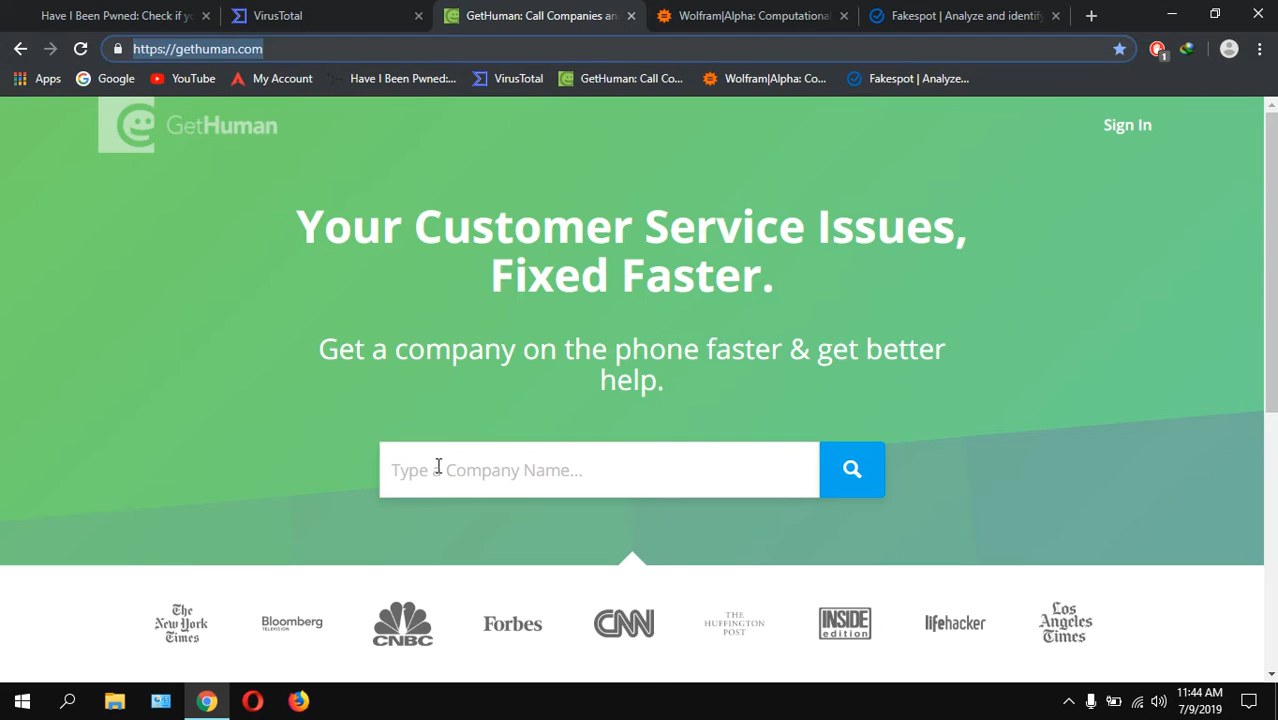 Have I Been Pwned: Check if yo
VirusTotal
GetHuman: Call Companies an
Wolfram|Alpha: Computational
Fakespot | Analyze and identify
https://gethuman.com
1
Apps
Google
YouTube
My Account
Have I Been Pwned:...
VirusTotal
GetHuman: Call Co...
Wolfram|Alpha: Co...
Fakespot | Analyze...
GetHuman
Sign In
Your Customer Service Issues,
Fixed Faster.
Get a company on the phone faster & get better
help.
Type a Company Name...
The
New York
Times
Bloomberg
TELEVISION
CNBC
Forbes
CNN
THE
HUFFINGTON
POST
INSIDE
edition
lifehacker
Los
Angeles
Times
11:44 AM
7/9/2019